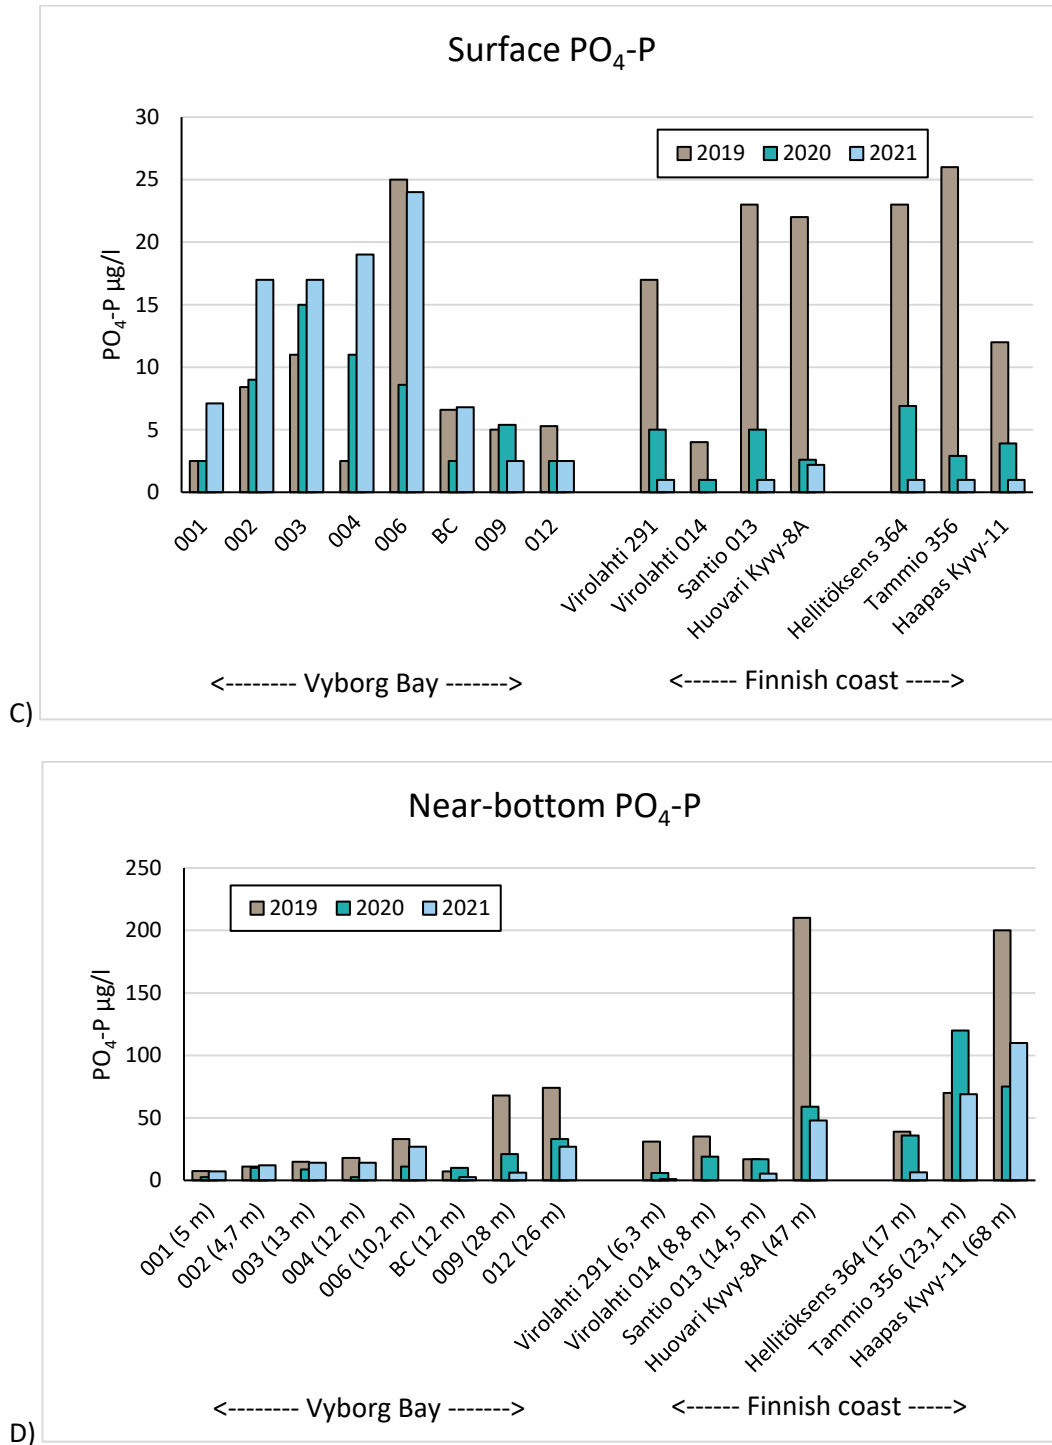 Surface PO₄-P
30
25
20
15
10
5
0
PO₄-P µg/l
2019 2020 2021
001 002 003 004 006 BC 009 012 Virolahti 291 Virolahti 014 Santio 013 Huovari Kyvy-8A Hellitöksens 364 Tammio 356 Haapas Kyvy-11
<-------- Vyborg Bay -------> <------ Finnish coast ----->
C)
Near-bottom PO₄-P
250
200
150
100
50
0
PO₄-P µg/l
2019 2020 2021
001 (5 m) 002 (4,7 m) 003 (13 m) 004 (12 m) 006 (10,2 m) BC (12 m) 009 (28 m) 012 (26 m) Virolahti 291 (6,3 m) Virolahti 014 (8,8 m) Santio 013 (14,5 m) Huovari Kyvy-8A (47 m) Hellitöksens 364 (17 m) Tammio 356 (23,1 m) Haapas Kyvy-11 (68 m)
<-------- Vyborg Bay -------> <------ Finnish coast ----->
D)